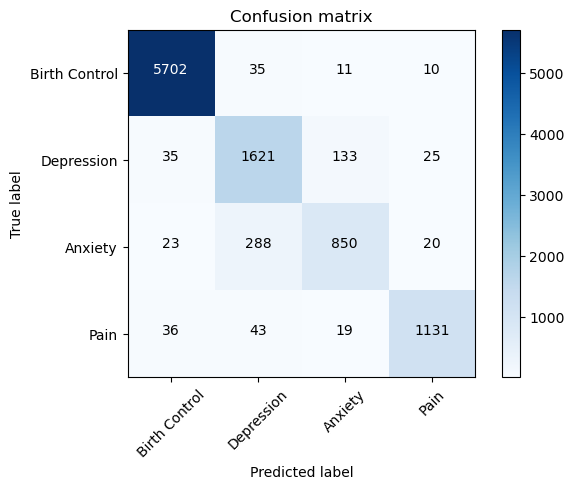 Confusion matrix
True label
Birth Control 5702 35 11 10
Depression 35 1621 133 25
Anxiety 23 288 850 20
Pain 36 43 19 1131
Birth Control Depression Anxiety Pain
Predicted label
5000
4000
3000
2000
1000